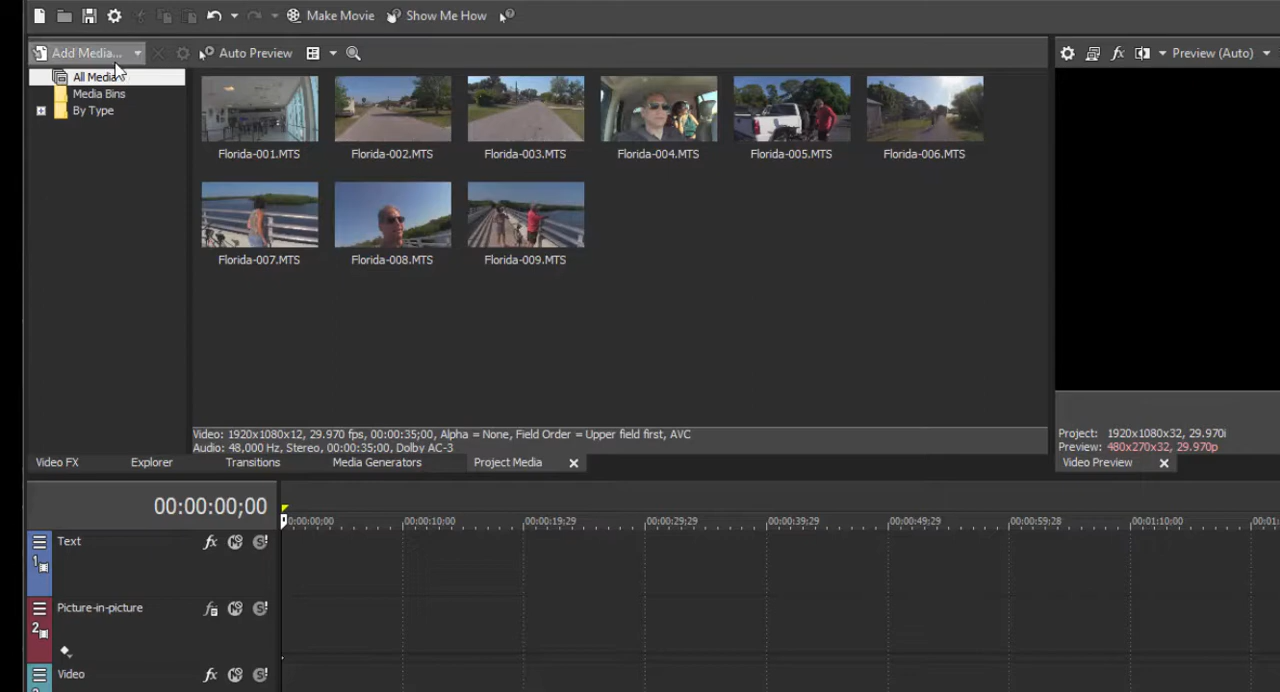 Make Movie Show Me How
Add Media... Auto Preview Preview (Auto)
All Media
Media Bins
By Type
Florida-001.MTS Florida-002.MTS Florida-003.MTS Florida-004.MTS Florida-005.MTS Florida-006.MTS
Florida-007.MTS Florida-008.MTS Florida-009.MTS
Video: 1920x1080x12, 29.970 fps, 00:00:35;00, Alpha = None, Field Order = Upper field first, AVC
Audio: 48,000 Hz, Stereo, 00:00:35;00, Dolby AC-3
Project: 1920x1080x32, 29.970i
Preview: 480x270x32, 29.970p
Video FX Explorer Transitions Media Generators Project Media Video Preview
00:00:00;00
0:00:00;00 00:00:10;00 00:00:19;29 00:00:29;29 00:00:39;29 00:00:49;29 00:00:59;28 00:01:10;00 00:01:
Text fx
1
Picture-in-picture
2
Video fx